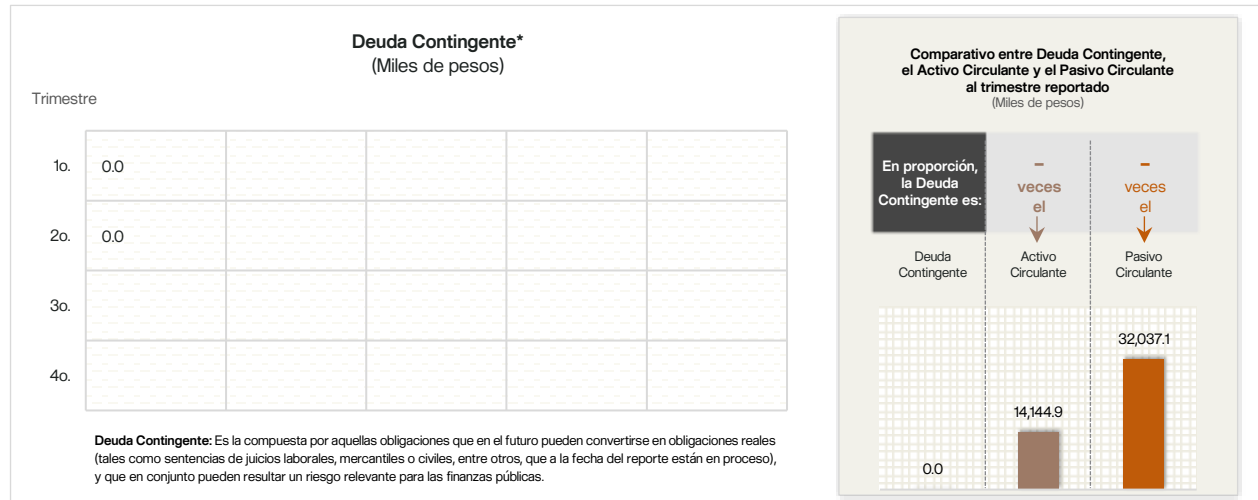 Deuda Contingente*
(Miles de pesos)
Trimestre
1o. 0.0
2o. 0.0
3o.
4o.
Deuda Contingente: Es la compuesta por aquellas obligaciones que en el futuro pueden convertirse en obligaciones reales
(tales como sentencias de juicios laborales, mercantiles o civiles, entre otros, que a la fecha del reporte están en proceso),
y que en conjunto pueden resultar un riesgo relevante para las finanzas públicas.
Comparativo entre Deuda Contingente,
el Activo Circulante y el Pasivo Circulante
al trimestre reportado
(Miles de pesos)
En proporción,
la Deuda
Contingente es:
–
veces
el
–
veces
el
Deuda
Contingente
Activo
Circulante
Pasivo
Circulante
0.0
14,144.9
32,037.1